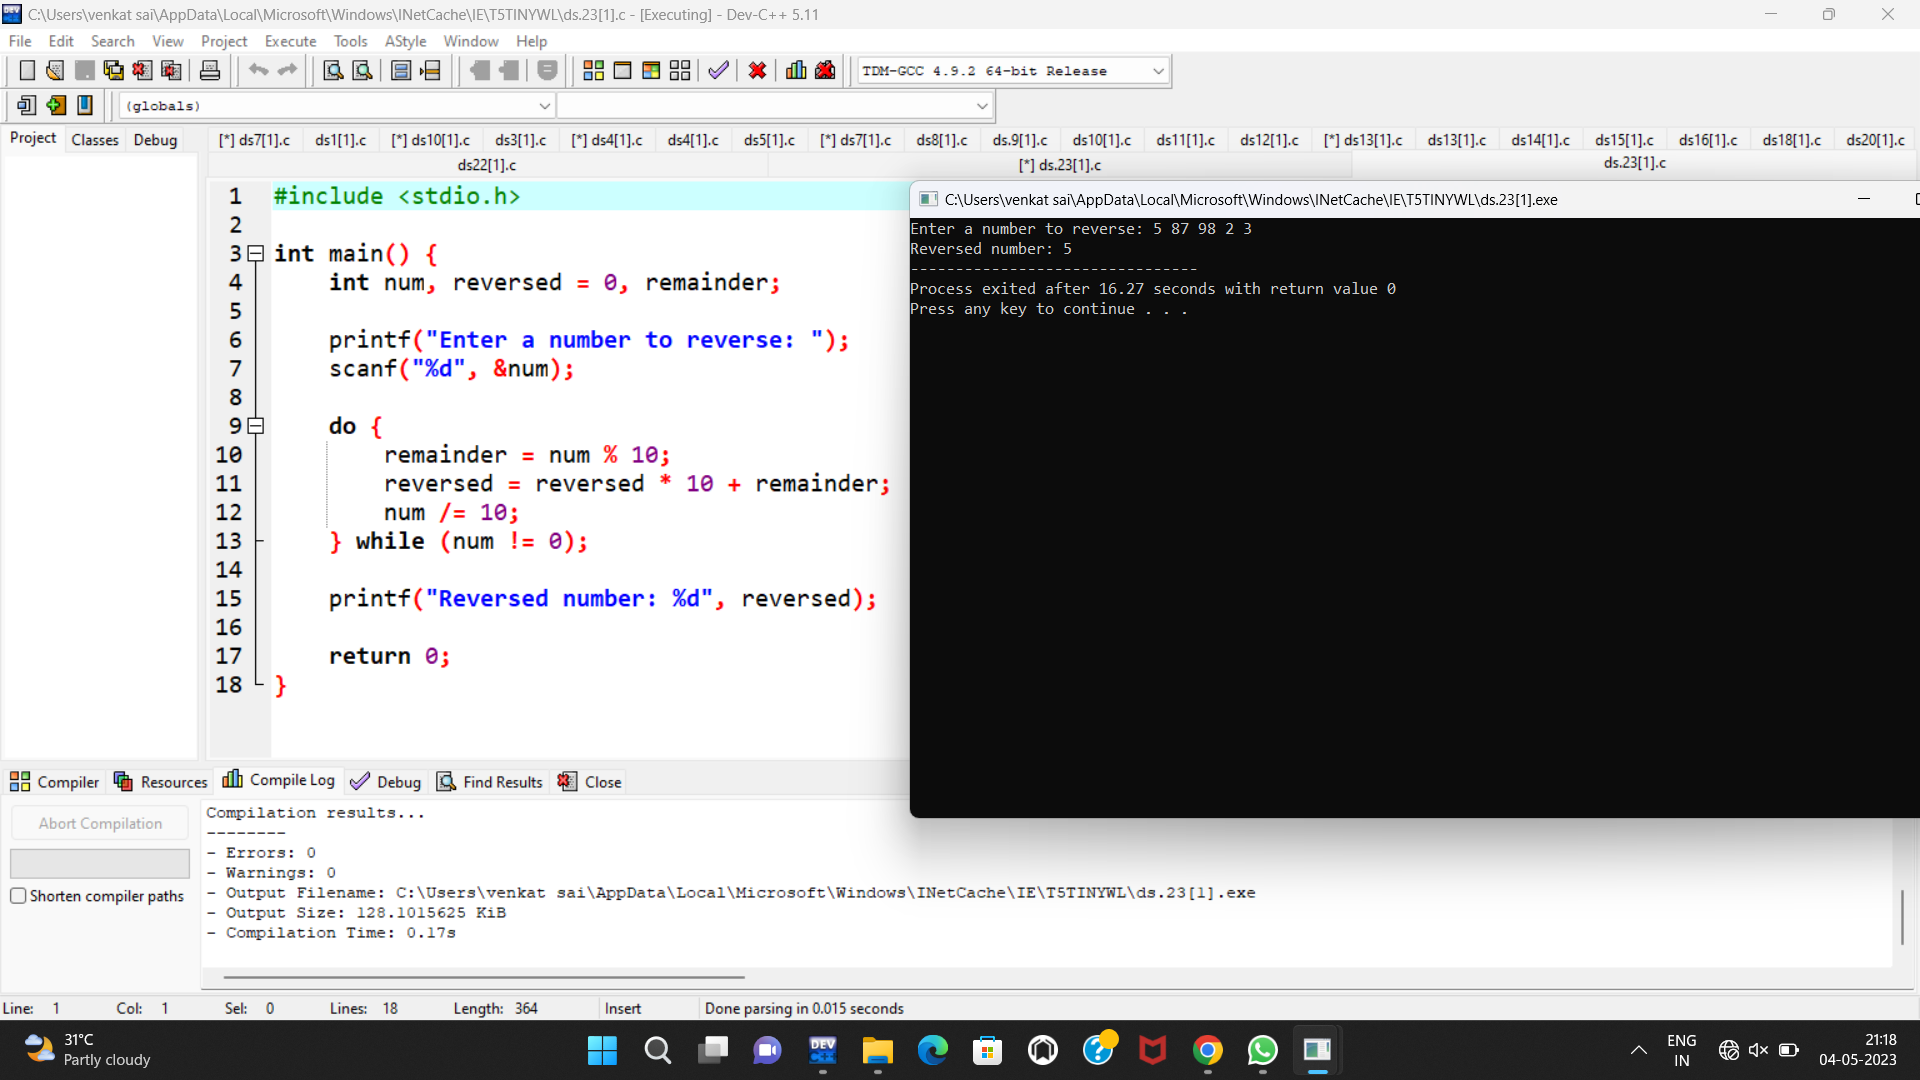 C:\Users\venkat sai\AppData\Local\Microsoft\Windows\INetCache\IE\T5TINYWL\ds.23[1].c - [Executing] - Dev-C++ 5.11
File Edit Search View Project Execute Tools AStyle Window Help
TDM-GCC 4.9.2 64-bit Release
(globals)
Project Classes Debug
[*] ds7[1].c ds1[1].c [*] ds10[1].c ds3[1].c [*] ds4[1].c ds4[1].c ds5[1].c [*] ds7[1].c ds8[1].c ds.9[1].c ds10[1].c ds11[1].c ds12[1].c [*] ds13[1].c ds13[1].c ds14[1].c ds15[1].c ds16[1].c ds18[1].c ds20[1].c
ds22[1].c [*] ds.23[1].c ds.23[1].c
1 #include <stdio.h>
2
3 int main() {
4 int num, reversed = 0, remainder;
5
6 printf("Enter a number to reverse: ");
7 scanf("%d", &num);
8
9 do {
10 remainder = num % 10;
11 reversed = reversed * 10 + remainder;
12 num /= 10;
13 } while (num != 0);
14
15 printf("Reversed number: %d", reversed);
16
17 return 0;
18 }
C:\Users\venkat sai\AppData\Local\Microsoft\Windows\INetCache\IE\T5TINYWL\ds.23[1].exe
Enter a number to reverse: 5 87 98 2 3
Reversed number: 5
--------------------------------
Process exited after 16.27 seconds with return value 0
Press any key to continue . . .
Compiler Resources Compile Log Debug Find Results Close
Abort Compilation
Shorten compiler paths
Compilation results...
--------
- Errors: 0
- Warnings: 0
- Output Filename: C:\Users\venkat sai\AppData\Local\Microsoft\Windows\INetCache\IE\T5TINYWL\ds.23[1].exe
- Output Size: 128.1015625 KiB
- Compilation Time: 0.17s
Line: 1 Col: 1 Sel: 0 Lines: 18 Length: 364 Insert Done parsing in 0.015 seconds
31°C
Partly cloudy
DEV
C++
ENG
IN
21:18
04-05-2023